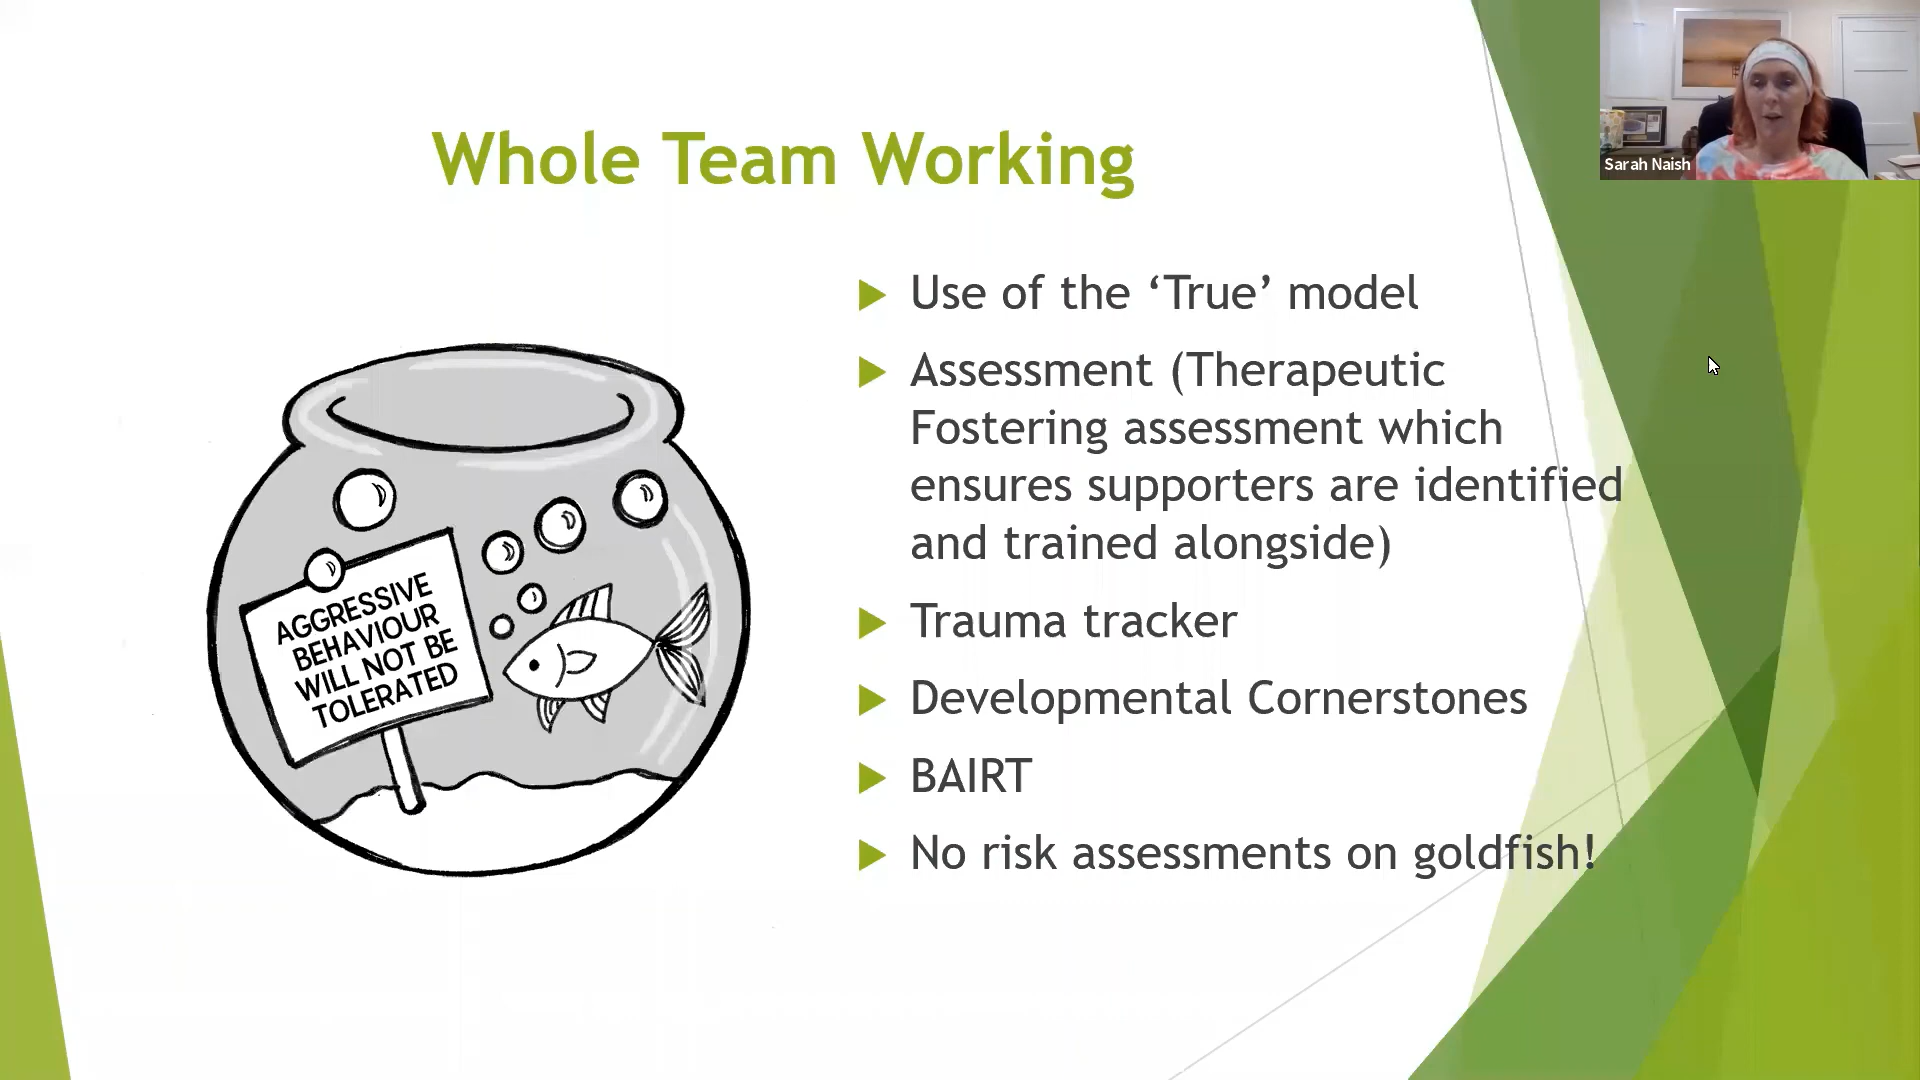 Sarah Naish
Whole Team Working
Use of the ‘True’ model
Assessment (Therapeutic
Fostering assessment which
ensures supporters are identified
and trained alongside)
Trauma tracker
Developmental Cornerstones
BAIRT
No risk assessments on goldfish!
AGGRESSIVE
BEHAVIOUR
WILL NOT BE
TOLERATED